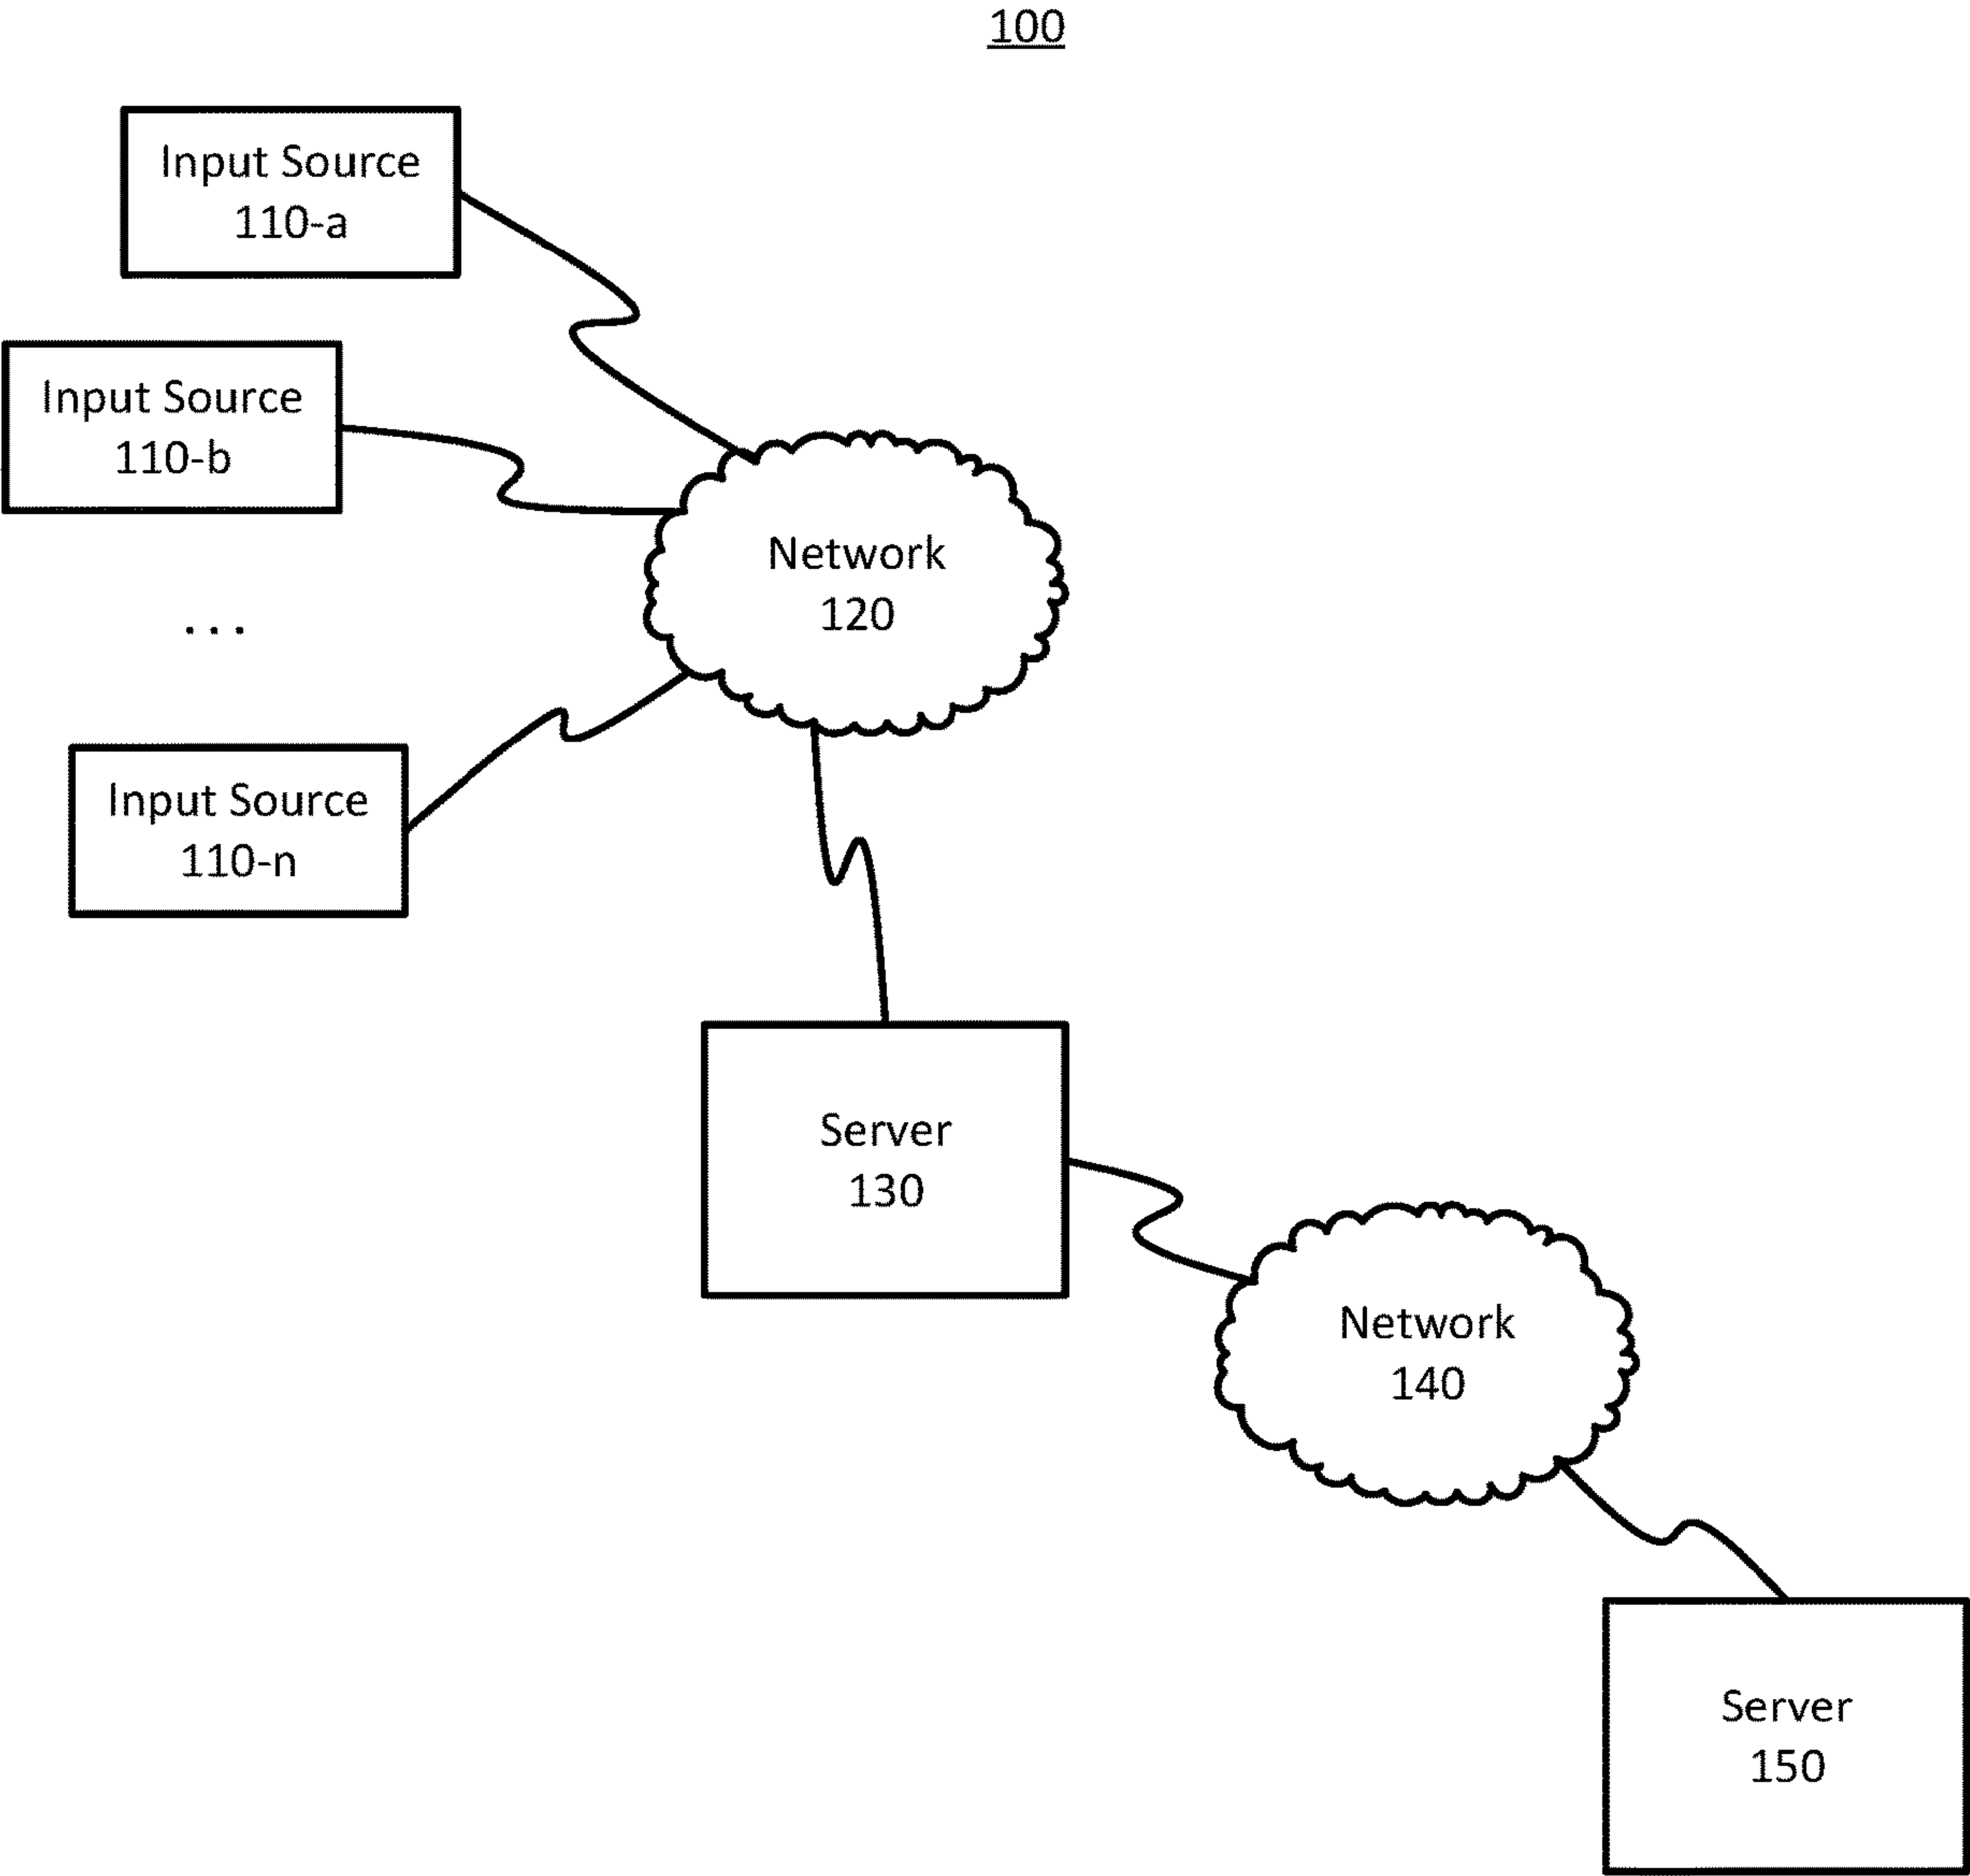 100
Input Source
110-a
Input Source
110-b
Network
120
...
Input Source
110-n
Server
130
Network
140
Server
150